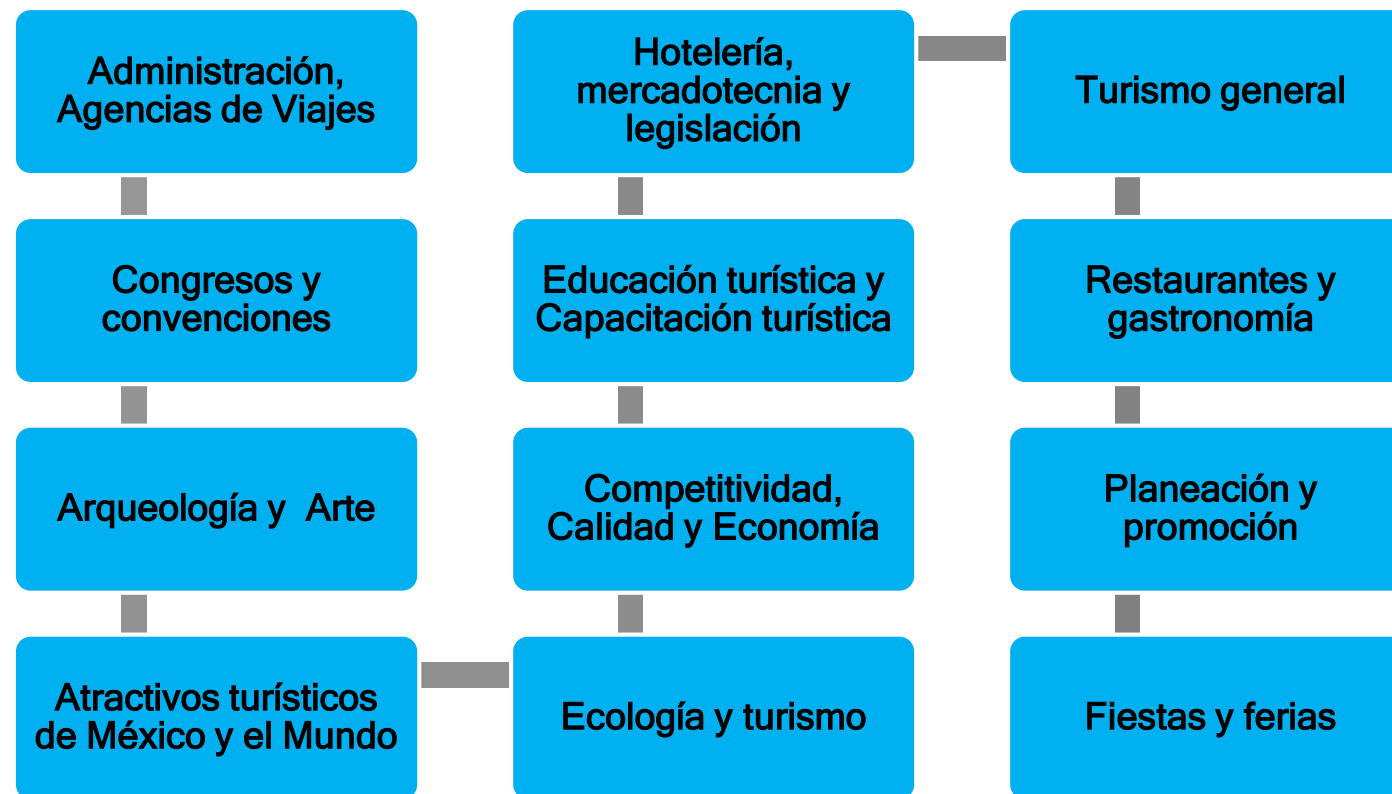 Administración,
Agencias de Viajes
Congresos y
convenciones
Arqueología y  Arte
Atractivos turísticos
de México y el Mundo
Ecología y turismo
Competitividad,
Calidad y Economía
Educación turística y
Capacitación turística
Hotelería,
mercadotecnia y
legislación
Turismo general
Restaurantes y
gastronomía
Planeación y
promoción
Fiestas y ferias